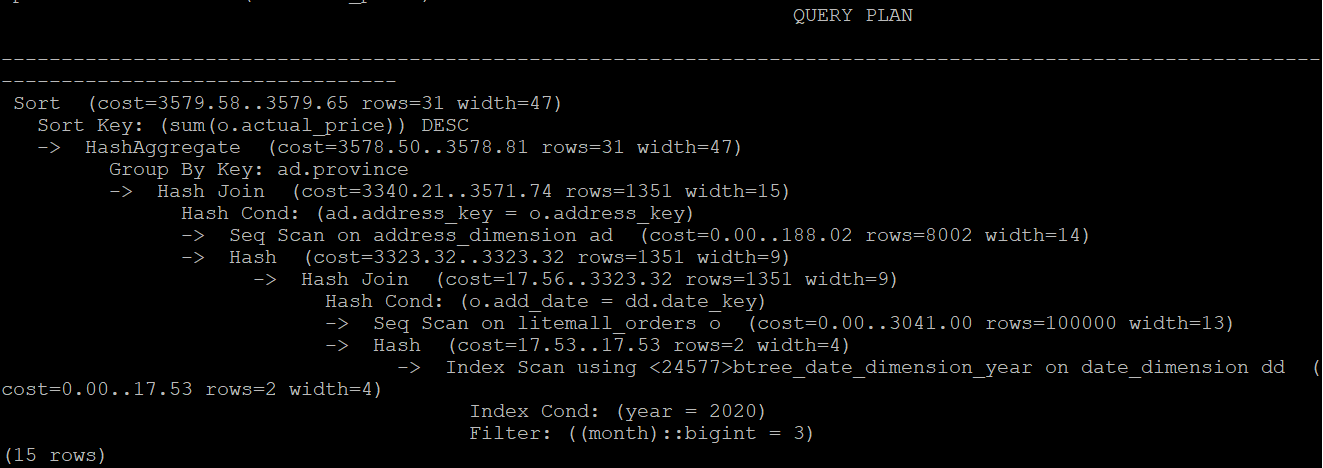 QUERY PLAN
--------------------------------------------------------------------------------------------------------------
---------------------------------
Sort  (cost=3579.58..3579.65 rows=31 width=47)
  Sort Key: (sum(o.actual_price)) DESC
  ->  HashAggregate  (cost=3578.50..3578.81 rows=31 width=47)
        Group By Key: ad.province
        ->  Hash Join  (cost=3340.21..3571.74 rows=1351 width=15)
              Hash Cond: (ad.address_key = o.address_key)
              ->  Seq Scan on address_dimension ad  (cost=0.00..188.02 rows=8002 width=14)
              ->  Hash  (cost=3323.32..3323.32 rows=1351 width=9)
                    ->  Hash Join  (cost=17.56..3323.32 rows=1351 width=9)
                          Hash Cond: (o.add_date = dd.date_key)
                          ->  Seq Scan on litemall_orders o  (cost=0.00..3041.00 rows=100000 width=13)
                          ->  Hash  (cost=17.53..17.53 rows=2 width=4)
                                ->  Index Scan using <24577>btree_date_dimension_year on date_dimension dd  (
cost=0.00..17.53 rows=2 width=4)
                                      Index Cond: (year = 2020)
                                      Filter: ((month)::bigint = 3)
(15 rows)